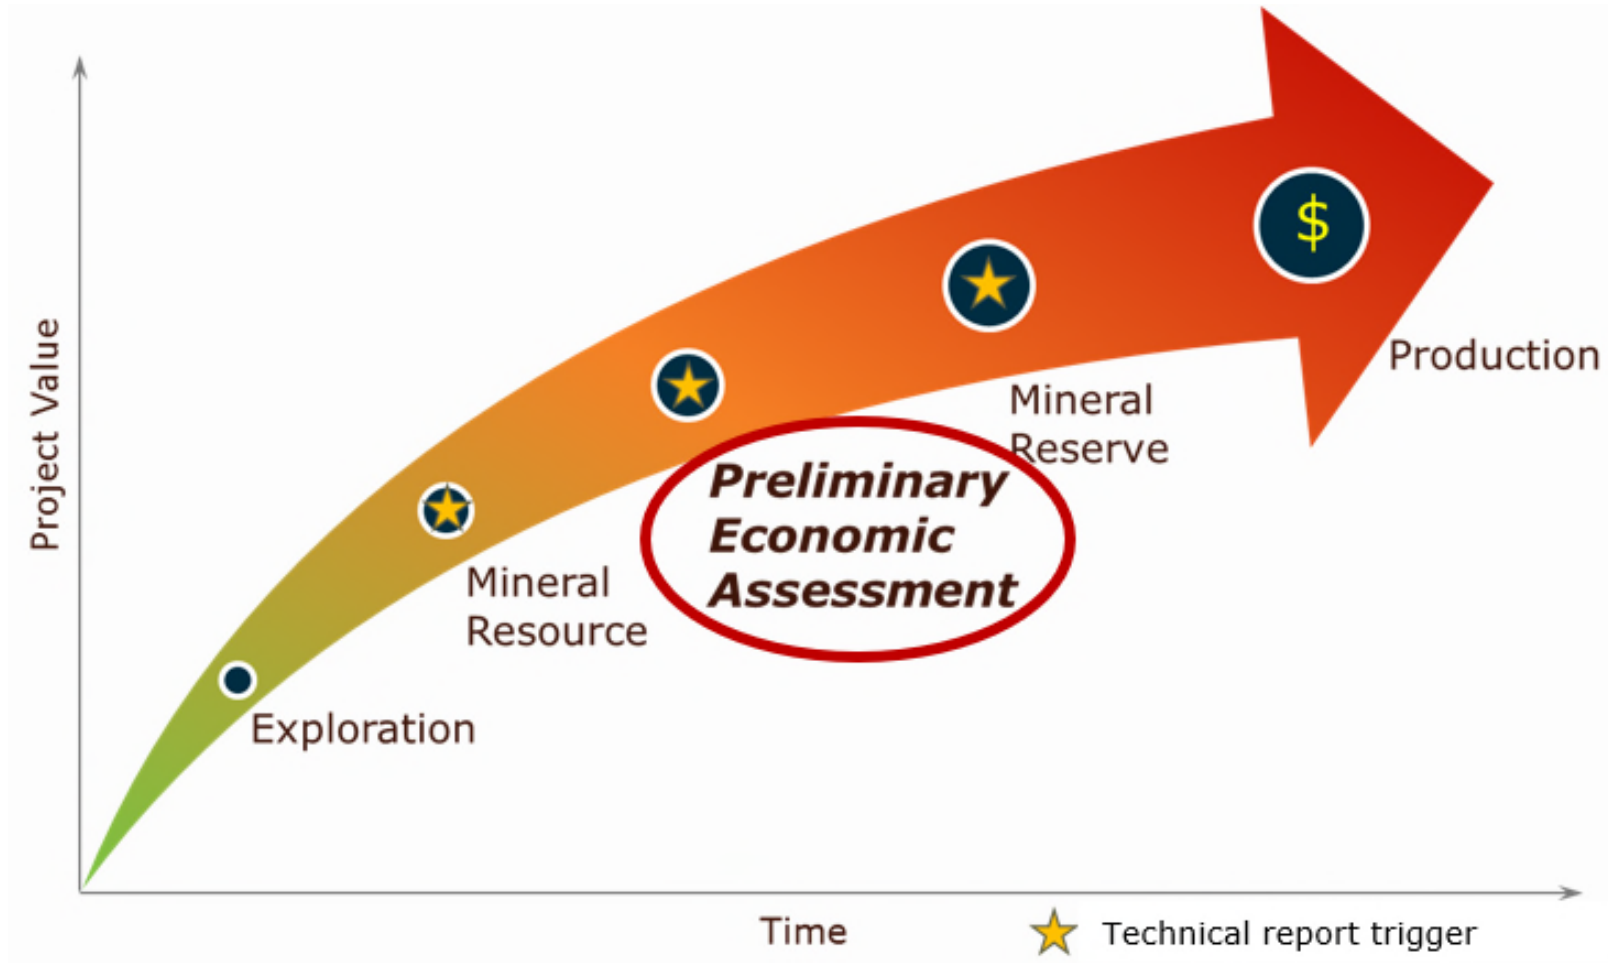 Project Value
$
Production
Mineral
Reserve
Preliminary
Economic
Assessment
Mineral
Resource
Exploration
Time
Technical report trigger